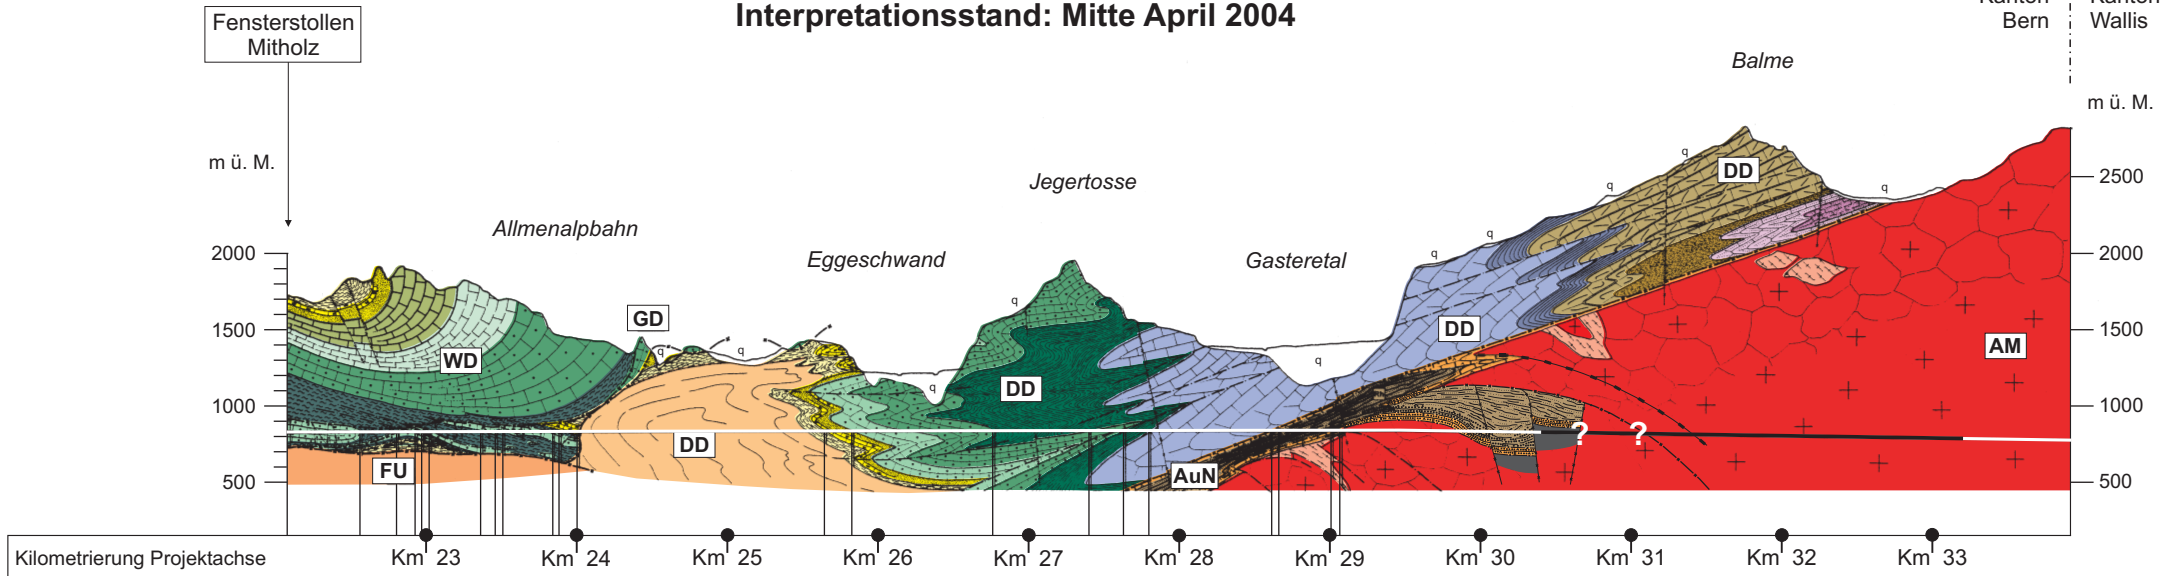 Interpretationsstand: Mitte April 2004
Fensterstollen
Mitholz
Kanton
Bern
Kanton
Wallis
Balme
m ü. M.
m ü. M.
Jegertosse
Allmenalpbahn
Eggeschwand
Gasteretal
2500
2000
1500
1000
500
2000
1500
1000
500
WD
GD
FU
DD
DD
DD
DD
AuN
AM
q
q
q
q
q
q
q
q
q
q
?
?
Kilometrierung Projektachse
Km 23
Km 24
Km 25
Km 26
Km 27
Km 28
Km 29
Km 30
Km 31
Km 32
Km 33